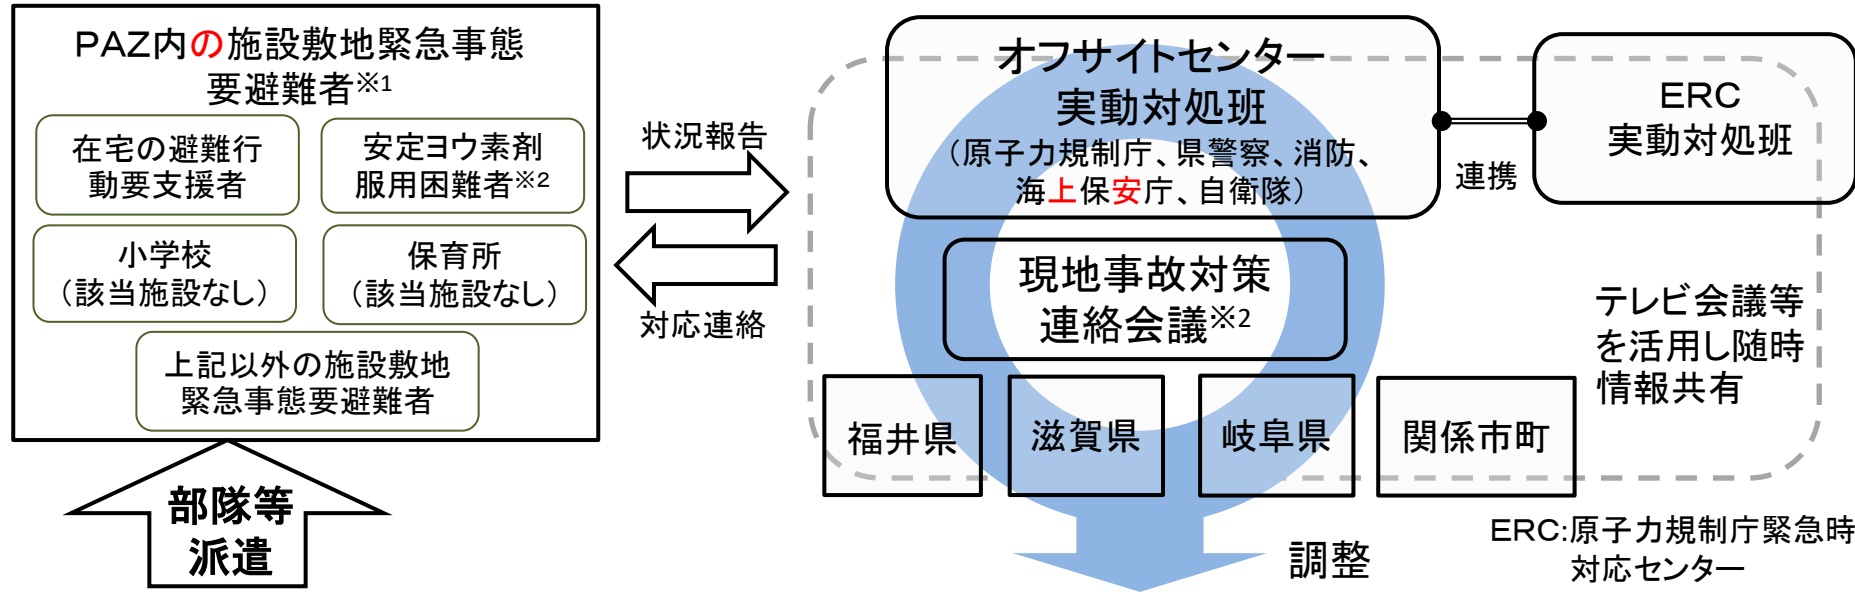 PAZ内の施設敷地緊急事態
要避難者※1
在宅の避難行
動要支援者
安定ヨウ素剤
服用困難者※2
小学校
（該当施設なし）
保育所
（該当施設なし）
上記以外の施設敷地
緊急事態要避難者
部隊等
派遣
状況報告
対応連絡
オフサイトセンター
実動対処班
（原子力規制庁、県警察、消防、
海上保安庁、自衛隊）
連携
ERC
実動対処班
現地事故対策
連絡会議※2
テレビ会議等
を活用し随時
情報共有
福井県
滋賀県
岐阜県
関係市町
調整
ERC:原子力規制庁緊急時
対応センター